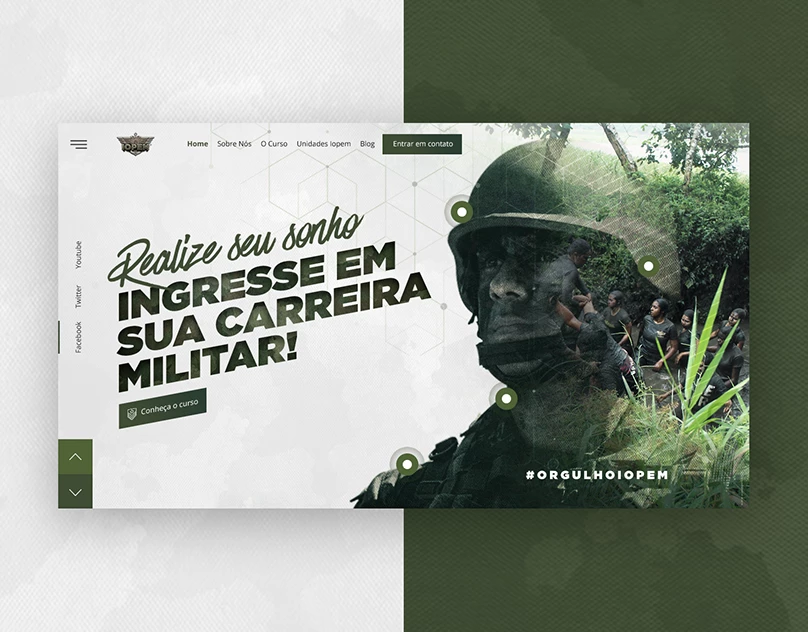 IOPEM
Home Sobre Nós O Curso Unidades Iopem Blog Entrar em contato
Realize seu sonho
INGRESSE EM
SUA CARREIRA
MILITAR!
Conheça o curso
Youtube
Twitter
Facebook
#ORGULHOIOPEM